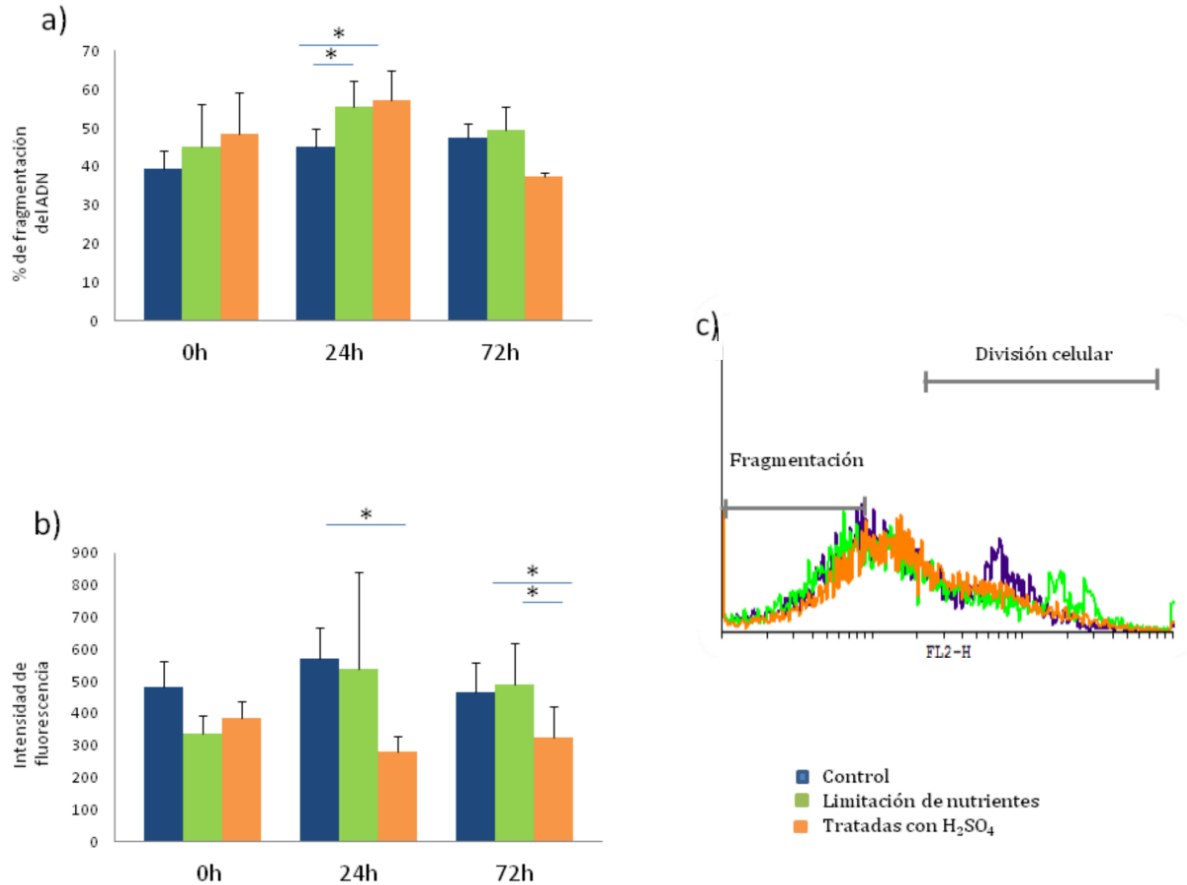 a)
*
*
70
60
50
40
30
20
10
0
% de fragmentación
del ADN
0h 24h 72h
b)
*
*
*
900
800
700
600
500
400
300
200
100
0
Intensidad de
fluorescencia
0h 24h 72h
c)
División celular
Fragmentación
FL2-H
Control
Limitación de nutrientes
Tratadas con H₂SO₄